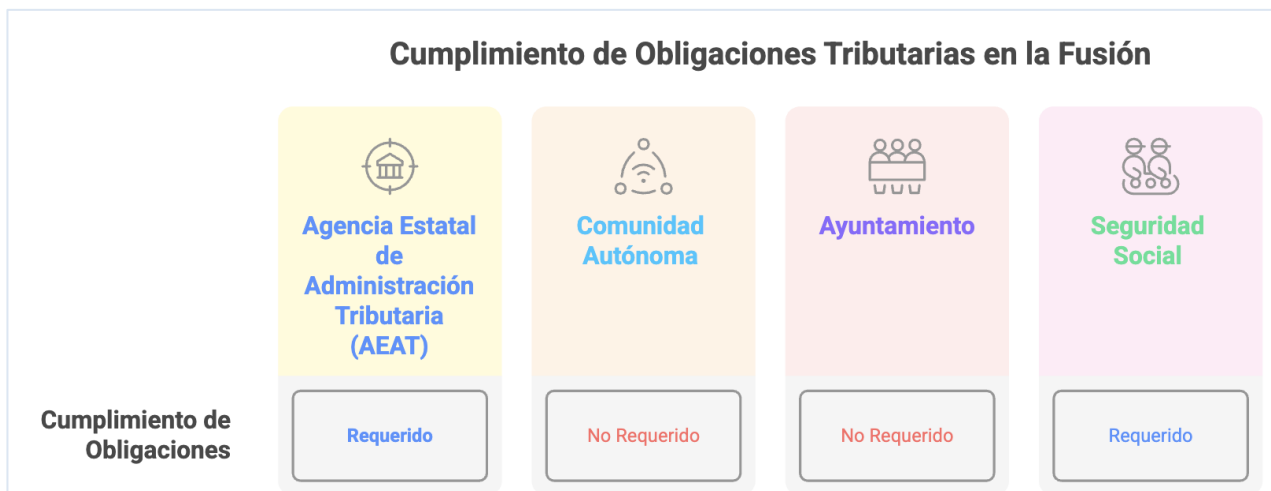 Cumplimiento de Obligaciones Tributarias en la Fusión
Agencia Estatal
de
Administración
Tributaria
(AEAT)
Comunidad
Autónoma
Ayuntamiento
Seguridad
Social
Cumplimiento de
Obligaciones
Requerido
No Requerido
No Requerido
Requerido